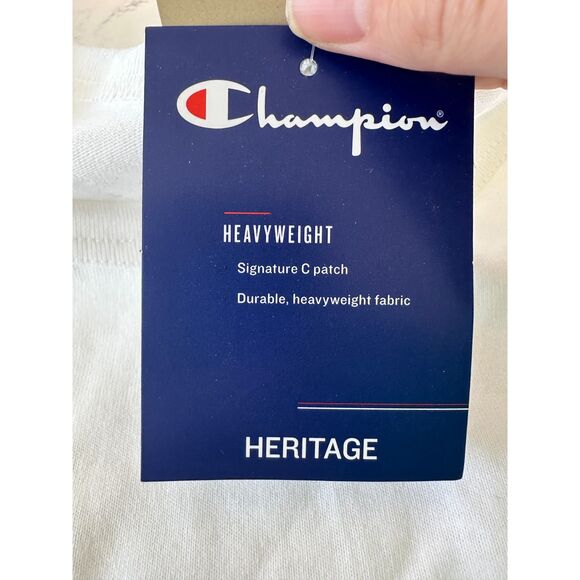 Champion®
HEAVYWEIGHT
Signature C patch
Durable, heavyweight fabric
HERITAGE